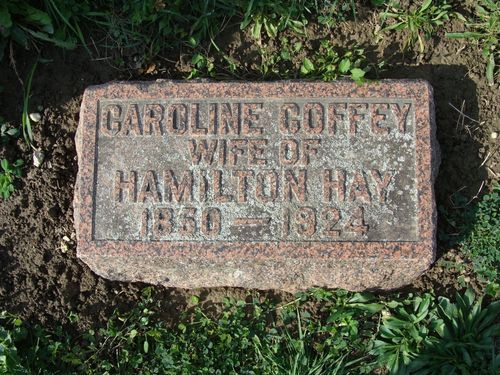 CAROLINE COFFEY
WIFE OF
HAMILTON HAY
1850 — 1924